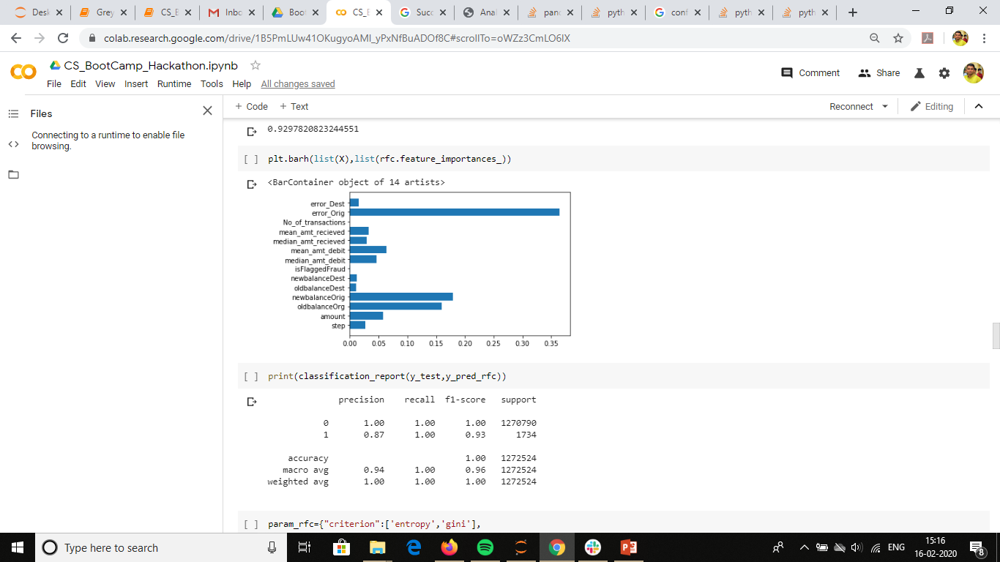 Desk
Grey
CS_E
Inbo
Boot
CS_E
Succ
Anal
panc
pyth
conf
pyth
pyth
colab.research.google.com/drive/1B5PmLUw41OKugyoAMI_yPxNfBuADOf8C#scrollTo=oWZz3CmLO6IX
CS_BootCamp_Hackathon.ipynb
File Edit View Insert Runtime Tools Help All changes saved
Comment Share
Files
Connecting to a runtime to enable file
browsing.
+ Code + Text
Reconnect Editing
0.9297820823244551
[ ] plt.barh(list(X),list(rfc.feature_importances_))
<BarContainer object of 14 artists>
error_Dest
error_Orig
No_of_transactions
mean_amt_recieved
median_amt_recieved
mean_amt_debit
median_amt_debit
isFlaggedFraud
newbalanceDest
oldbalanceDest
newbalanceOrig
oldbalanceOrg
amount
step
0.00 0.05 0.10 0.15 0.20 0.25 0.30 0.35
[ ] print(classification_report(y_test,y_pred_rfc))
precision recall f1-score support
0 1.00 1.00 1.00 1270790
1 0.87 1.00 0.93 1734
accuracy 1.00 1272524
macro avg 0.94 1.00 0.96 1272524
weighted avg 1.00 1.00 1.00 1272524
[ ] param_rfc={"criterion":['entropy','gini'],
Type here to search
ENG
15:16
16-02-2020
8